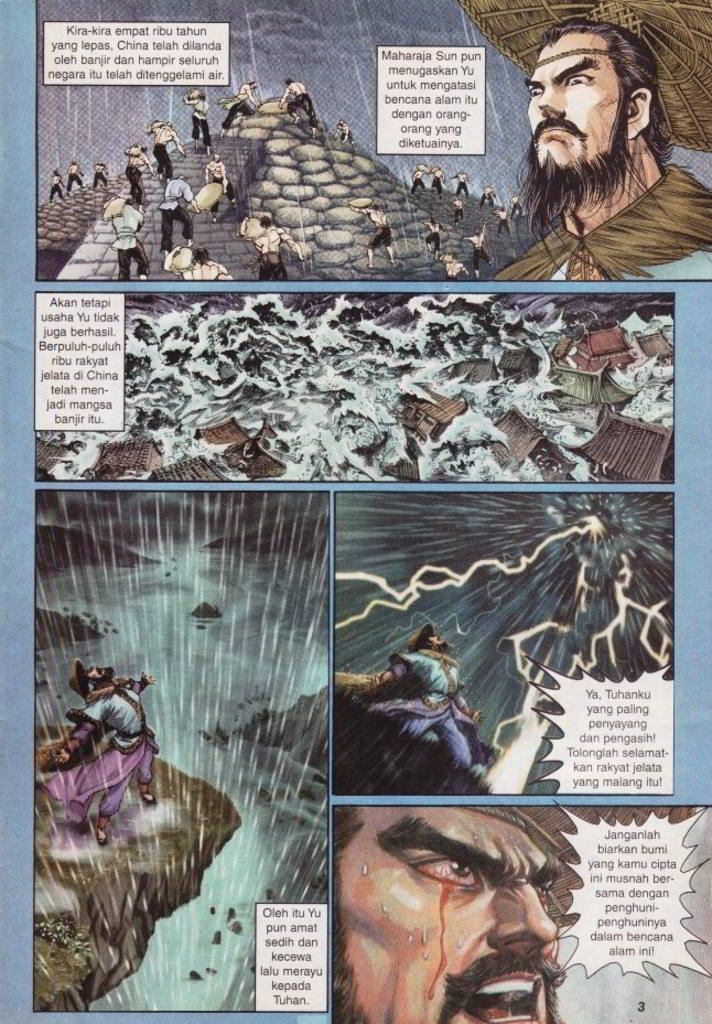 Kira-kira empat ribu tahun
yang lepas, China telah dilanda
oleh banjir dan hampir seluruh
negara itu telah ditenggelami air.
Maharaja Sun pun
menugaskan Yu
untuk mengatasi
bencana alam itu
dengan orang-
orang yang
diketuainya.
Akan tetapi
usaha Yu tidak
juga berhasil.
Berpuluh-puluh
ribu rakyat
jelata di China
telah men-
jadi mangsa
banjir itu.
Oleh itu Yu
pun amat
sedih dan
kecewa
lalu merayu
kepada
Tuhan.
Ya, Tuhanku
yang paling
penyayang
dan pengasih!
Tolonglah selamat-
kan rakyat jelata
yang malang itu!
Janganlah
biarkan bumi
yang kamu cipta
ini musnah ber-
sama dengan
penghuni-
penghuninya
dalam bencana
alam ini!
3